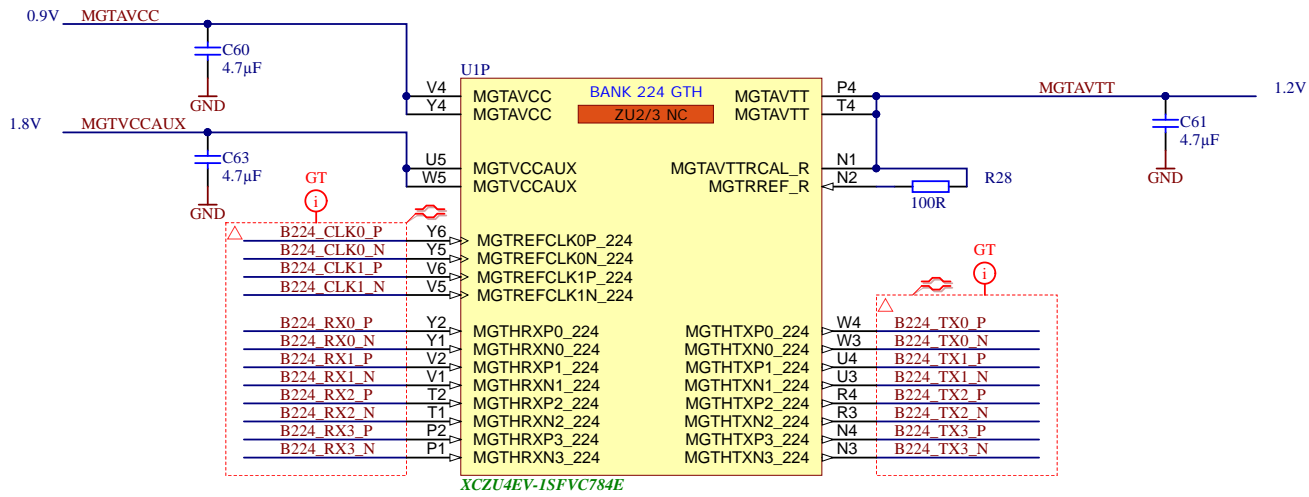 0.9V
MGTAVCC
C60
4.7µF
GND
1.8V
MGTVCCAUX
C63
4.7µF
GND
U1P
BANK 224 GTH
ZU2/3 NC
V4 MGTAVCC
Y4 MGTAVCC
U5 MGTVCCAUX
W5 MGTVCCAUX
MGTAVTT P4
MGTAVTT T4
MGTAVTTRCAL_R N1
MGTRREF_R N2
MGTAVTT
1.2V
C61
4.7µF
GND
R28
100R
GT
i
B224_CLK0_P Y6 MGTREFCLK0P_224
B224_CLK0_N Y5 MGTREFCLK0N_224
B224_CLK1_P V6 MGTREFCLK1P_224
B224_CLK1_N V5 MGTREFCLK1N_224
B224_RX0_P Y2 MGTHRXP0_224
B224_RX0_N Y1 MGTHRXN0_224
B224_RX1_P V2 MGTHRXP1_224
B224_RX1_N V1 MGTHRXN1_224
B224_RX2_P T2 MGTHRXP2_224
B224_RX2_N T1 MGTHRXN2_224
B224_RX3_P P2 MGTHRXP3_224
B224_RX3_N P1 MGTHRXN3_224
GT
i
MGTHTXP0_224 W4 B224_TX0_P
MGTHTXN0_224 W3 B224_TX0_N
MGTHTXP1_224 U4 B224_TX1_P
MGTHTXN1_224 U3 B224_TX1_N
MGTHTXP2_224 R4 B224_TX2_P
MGTHTXN2_224 R3 B224_TX2_N
MGTHTXP3_224 N4 B224_TX3_P
MGTHTXN3_224 N3 B224_TX3_N
XCZU4EV-1SFVC784E